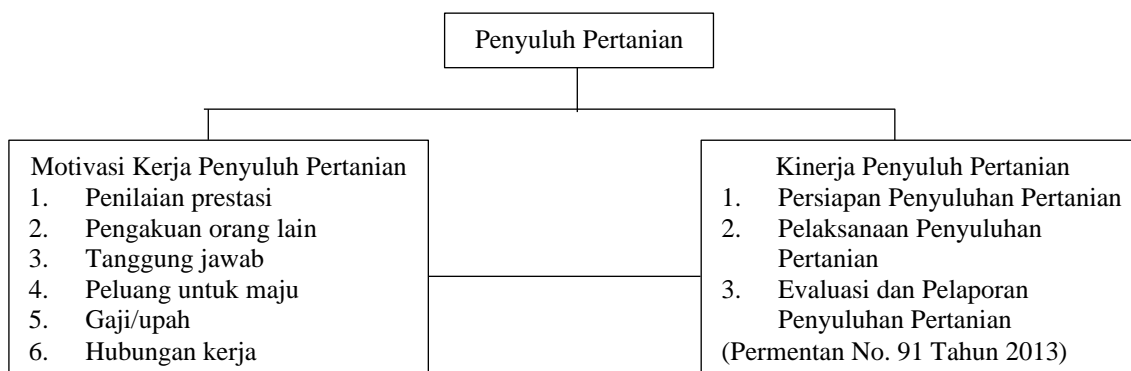 Penyuluh Pertanian
Motivasi Kerja Penyuluh Pertanian
1. Penilaian prestasi
2. Pengakuan orang lain
3. Tanggung jawab
4. Peluang untuk maju
5. Gaji/upah
6. Hubungan kerja
Kinerja Penyuluh Pertanian
1. Persiapan Penyuluhan Pertanian
2. Pelaksanaan Penyuluhan
Pertanian
3. Evaluasi dan Pelaporan
Penyuluhan Pertanian
(Permentan No. 91 Tahun 2013)